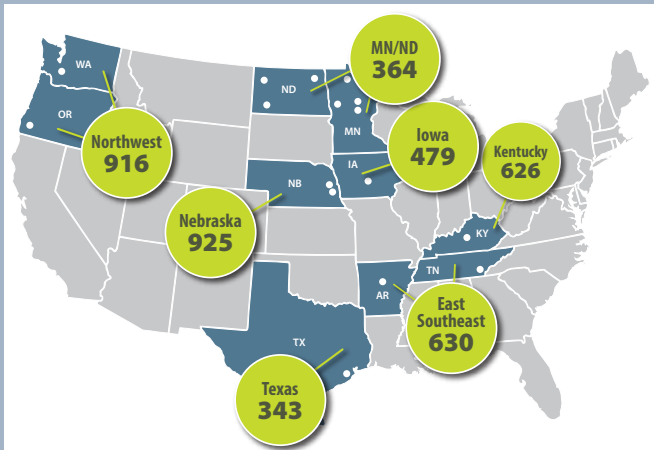 WA
OR
Northwest
916
ND
MN/ND
364
MN
IA
Iowa
479
Kentucky
626
NB
Nebraska
925
KY
TN
AR
East
Southeast
630
TX
Texas
343